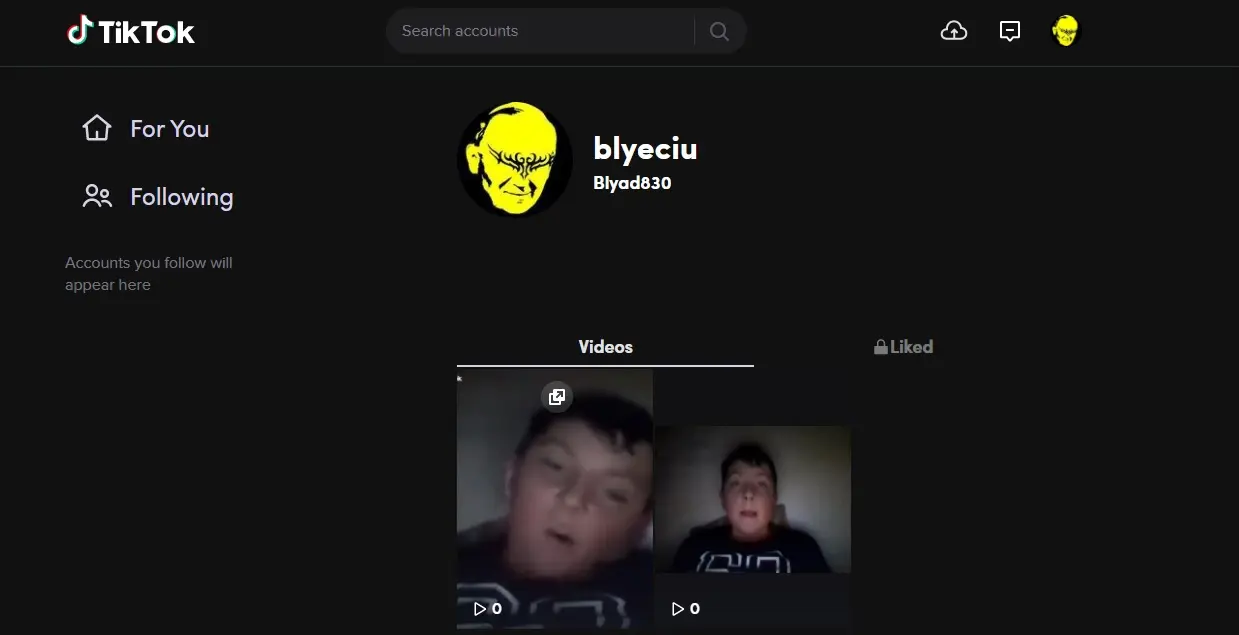 TikTok
Search accounts
For You
Following
Accounts you follow will
appear here
blyeciu
Blyad830
Videos
Liked
0
0